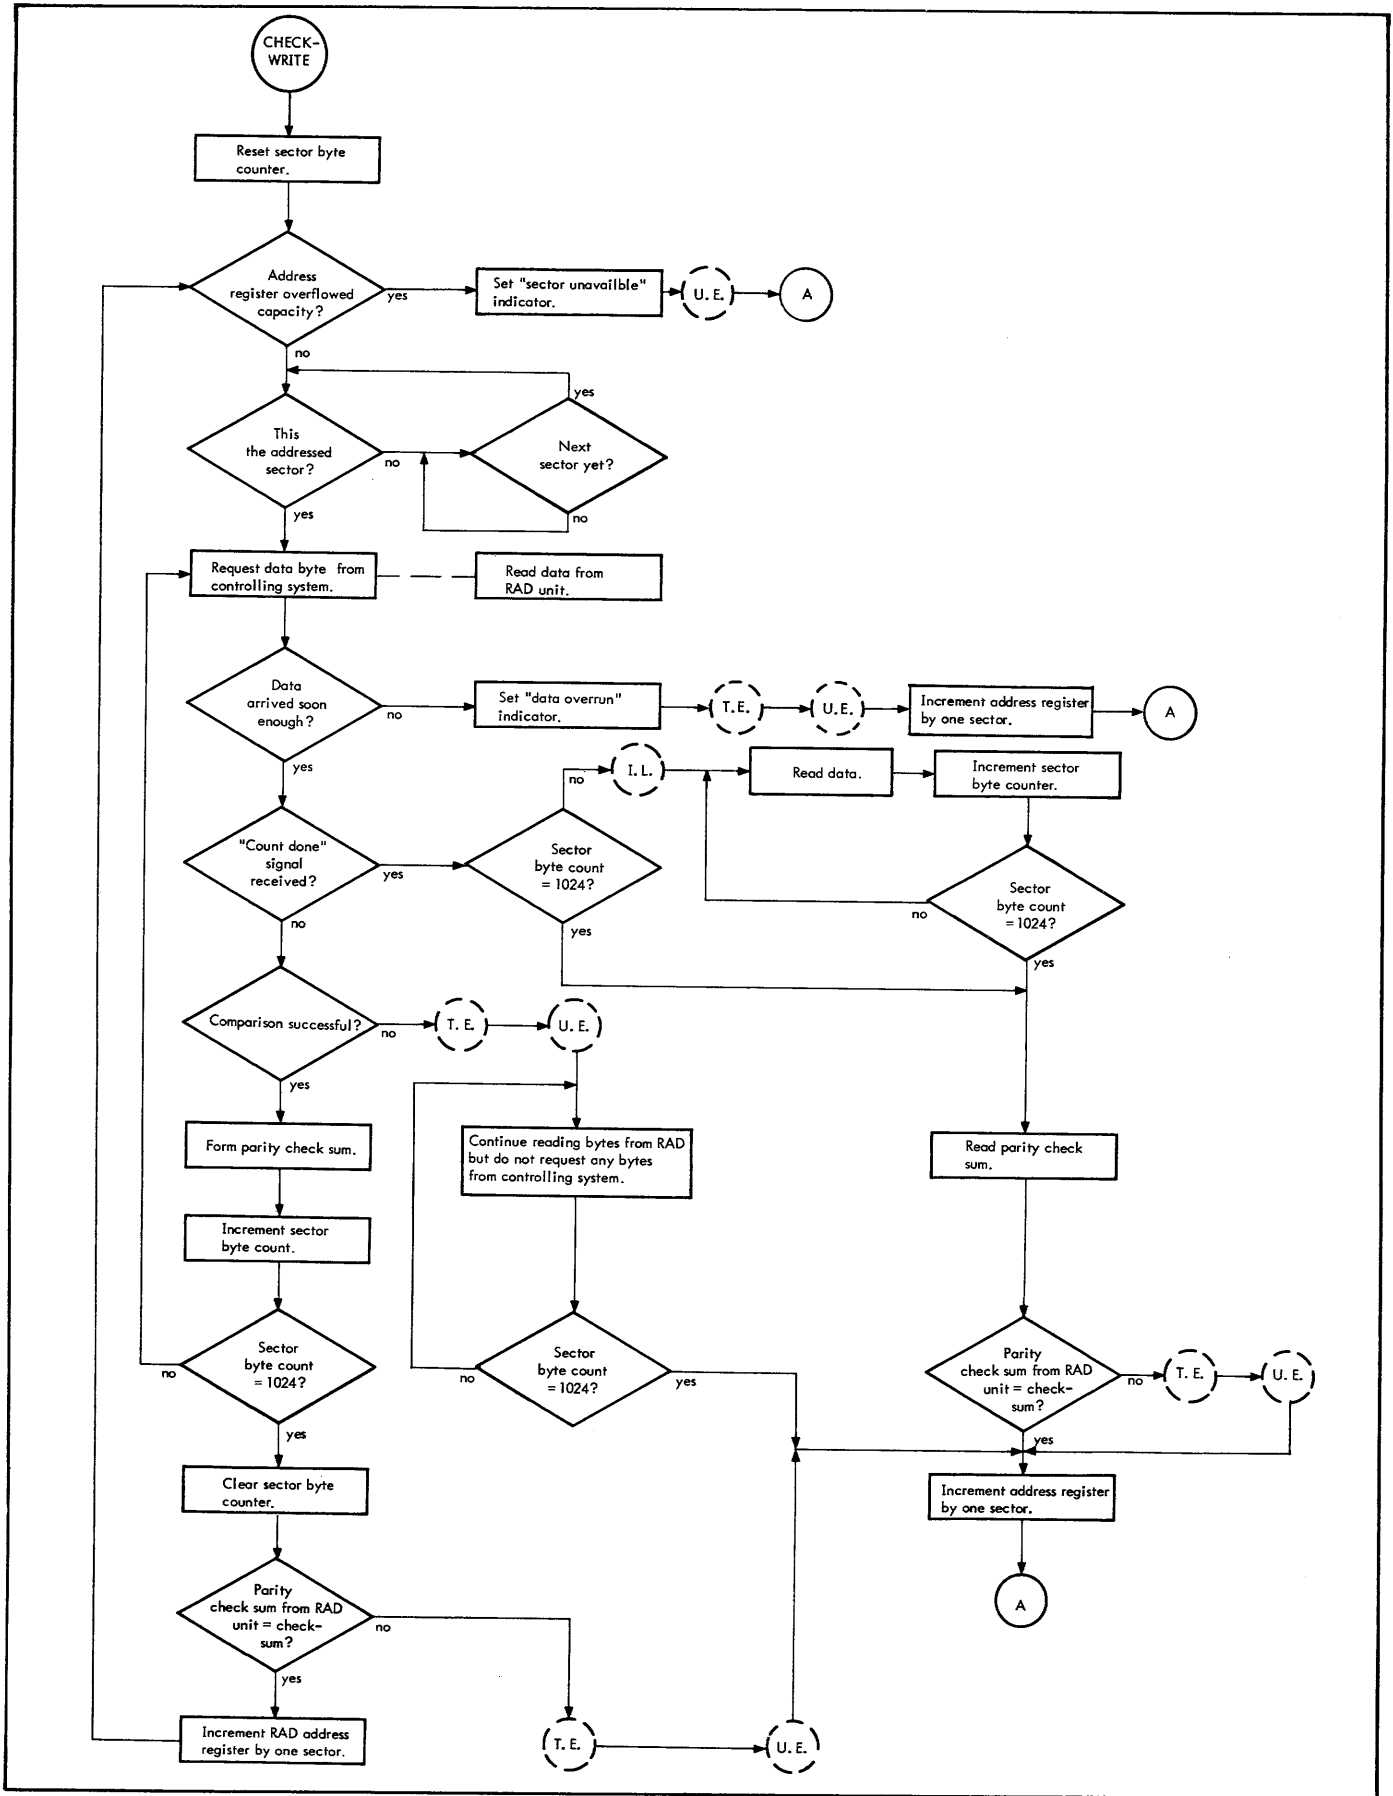 CHECK-
WRITE
Reset sector byte
counter.
Address
register overflowed
capacity?
yes
Set "sector unavailble"
indicator.
U. E.
A
no
yes
This
the addressed
sector?
no
Next
sector yet?
no
yes
Request data byte from
controlling system.
Read data from
RAD unit.
Data
arrived soon
enough?
no
Set "data overrun"
indicator.
T. E.
U. E.
Increment address register
by one sector.
A
yes
no
I. L.
Read data.
Increment sector
byte counter.
"Count done"
signal
received?
yes
Sector
byte count
= 1024?
Sector
byte count
= 1024?
no
no
yes
yes
Comparison successful?
no
T. E.
U. E.
yes
Form parity check sum.
Continue reading bytes from RAD
but do not request any bytes
from controlling system.
Read parity check
sum.
Increment sector
byte count.
Sector
byte count
= 1024?
no
Sector
byte count
= 1024?
no
yes
Parity
check sum from RAD
unit = check-
sum?
no
T. E.
U. E.
yes
yes
Clear sector byte
counter.
Increment address register
by one sector.
A
Parity
check sum from RAD
unit = check-
sum?
no
yes
Increment RAD address
register by one sector.
T. E.
U. E.